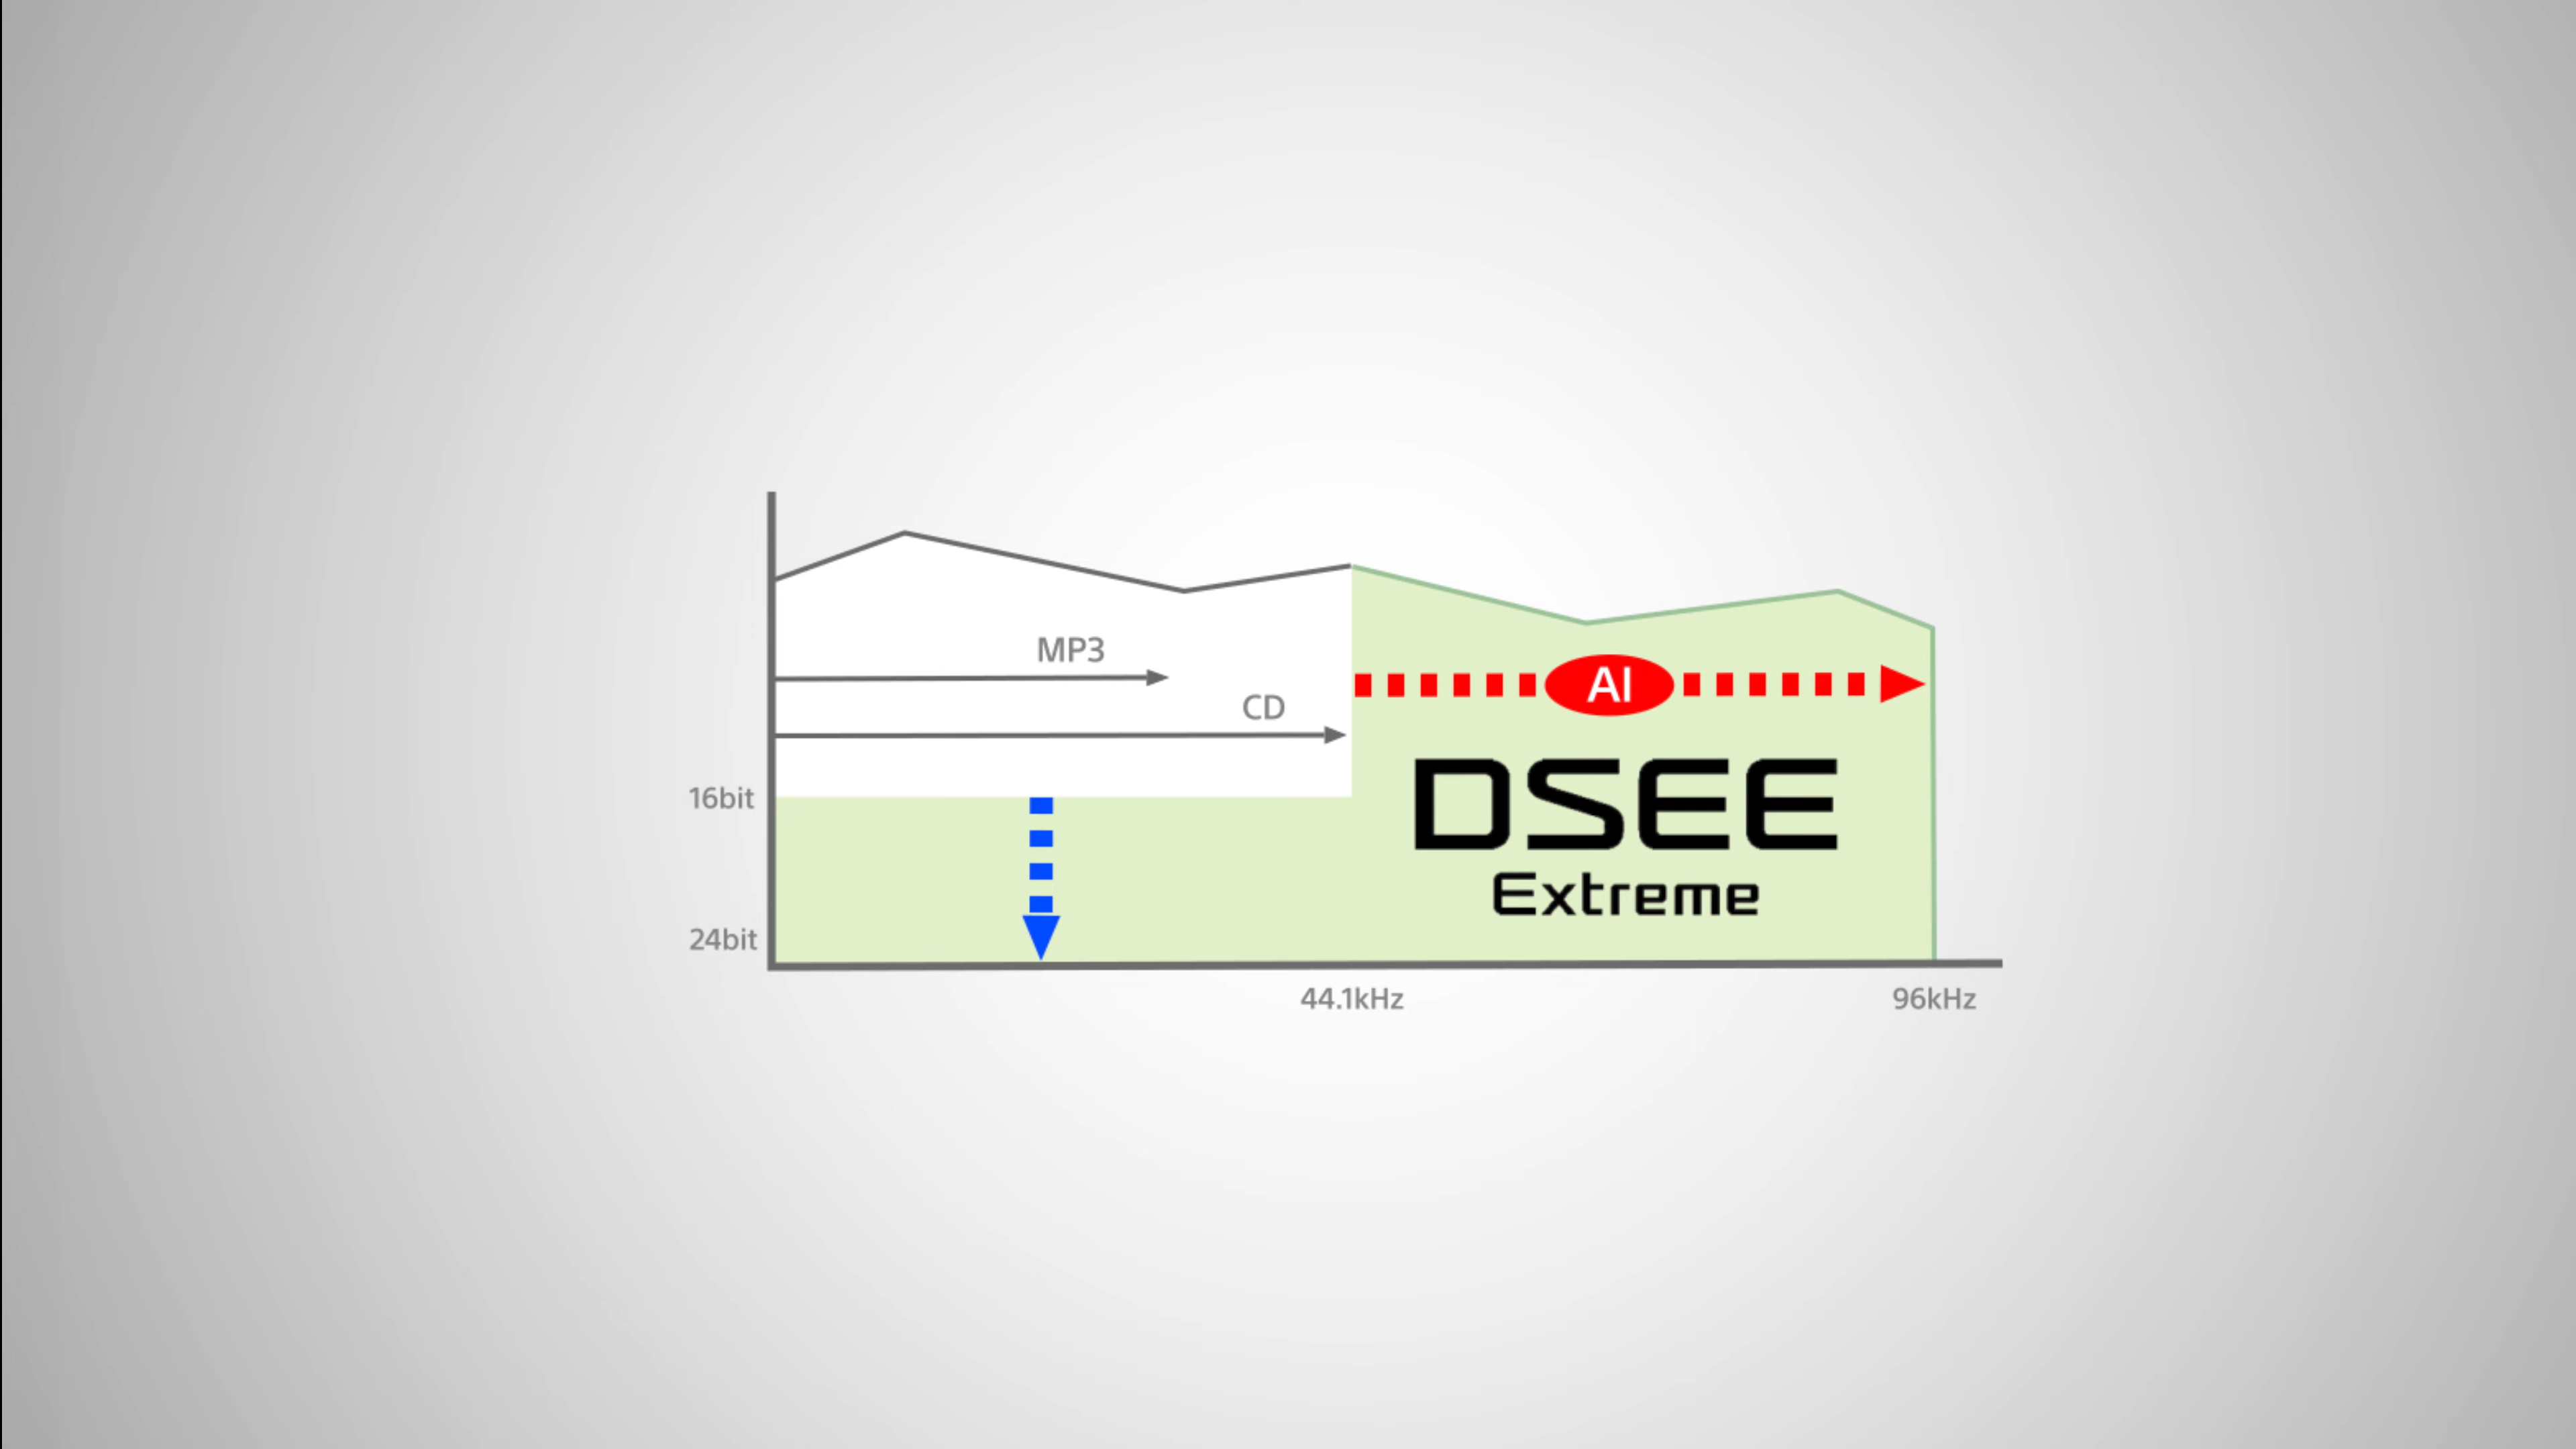 MP3
AI
CD
16bit
DSEE
Extreme
24bit
44.1kHz
96kHz